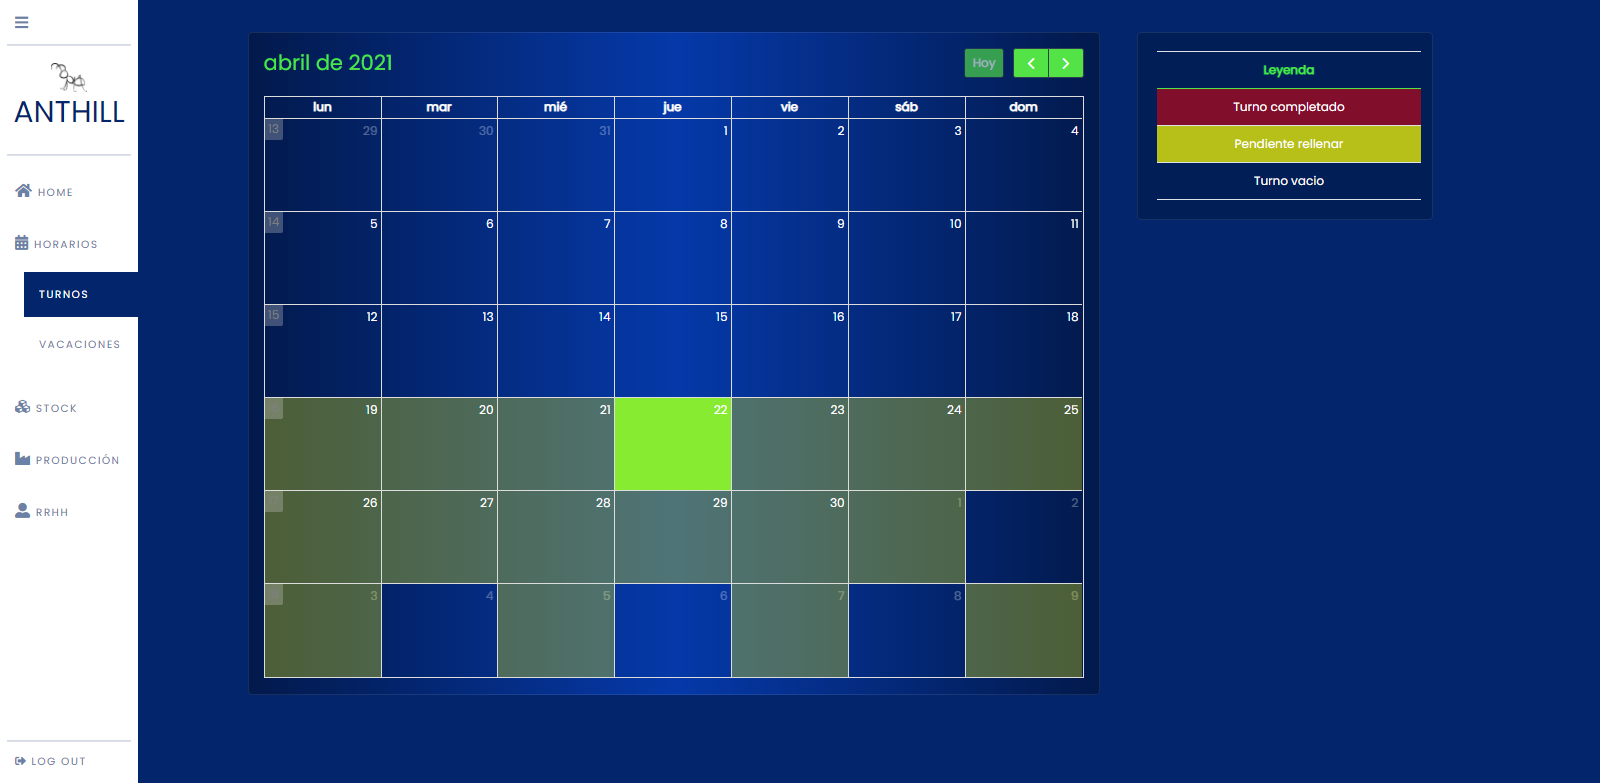 ANTHILL
HOME
HORARIOS
TURNOS
VACACIONES
STOCK
PRODUCCIÓN
RRHH
LOG OUT
abril de 2021
Hoy
lun mar mié jue vie sáb dom
13 29 30 31 1 2 3 4
14 5 6 7 8 9 10 11
15 12 13 14 15 16 17 18
19 20 21 22 23 24 25
26 27 28 29 30 1 2
3 4 5 6 7 8 9
Leyenda
Turno completado
Pendiente rellenar
Turno vacio